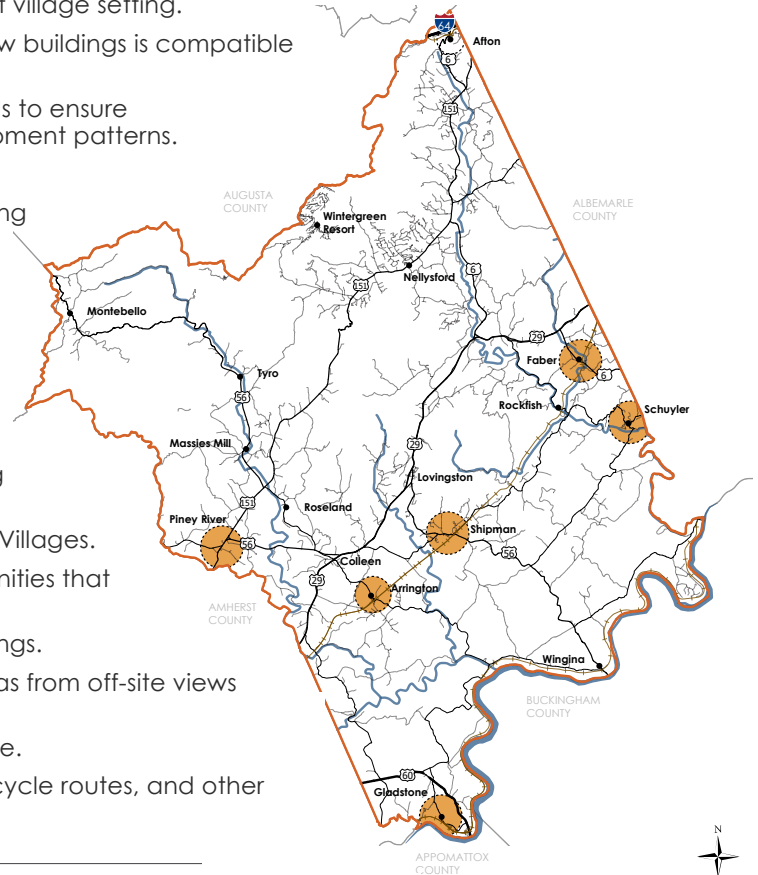 t village setting.
w buildings is compatible
s to ensure
oment patterns.
ng
g
Villages.
nities that
ngs.
as from off-site views
e.
cycle routes, and other
64
Afton
6
151
AUGUSTA
COUNTY
ALBEMARLE
COUNTY
Wintergreen
Resort
6
Nellysford
151
Montebello
29
Faber
6
Tyro
56
Rockfish
Schuyler
Massies Mill
29
Lovingston
151
Roseland
Piney River
56
Shipman
56
Colleen
29
Arrington
AMHERST
COUNTY
Wingina
BUCKINGHAM
COUNTY
60
Gladstone
N
APPOMATTOX
COUNTY